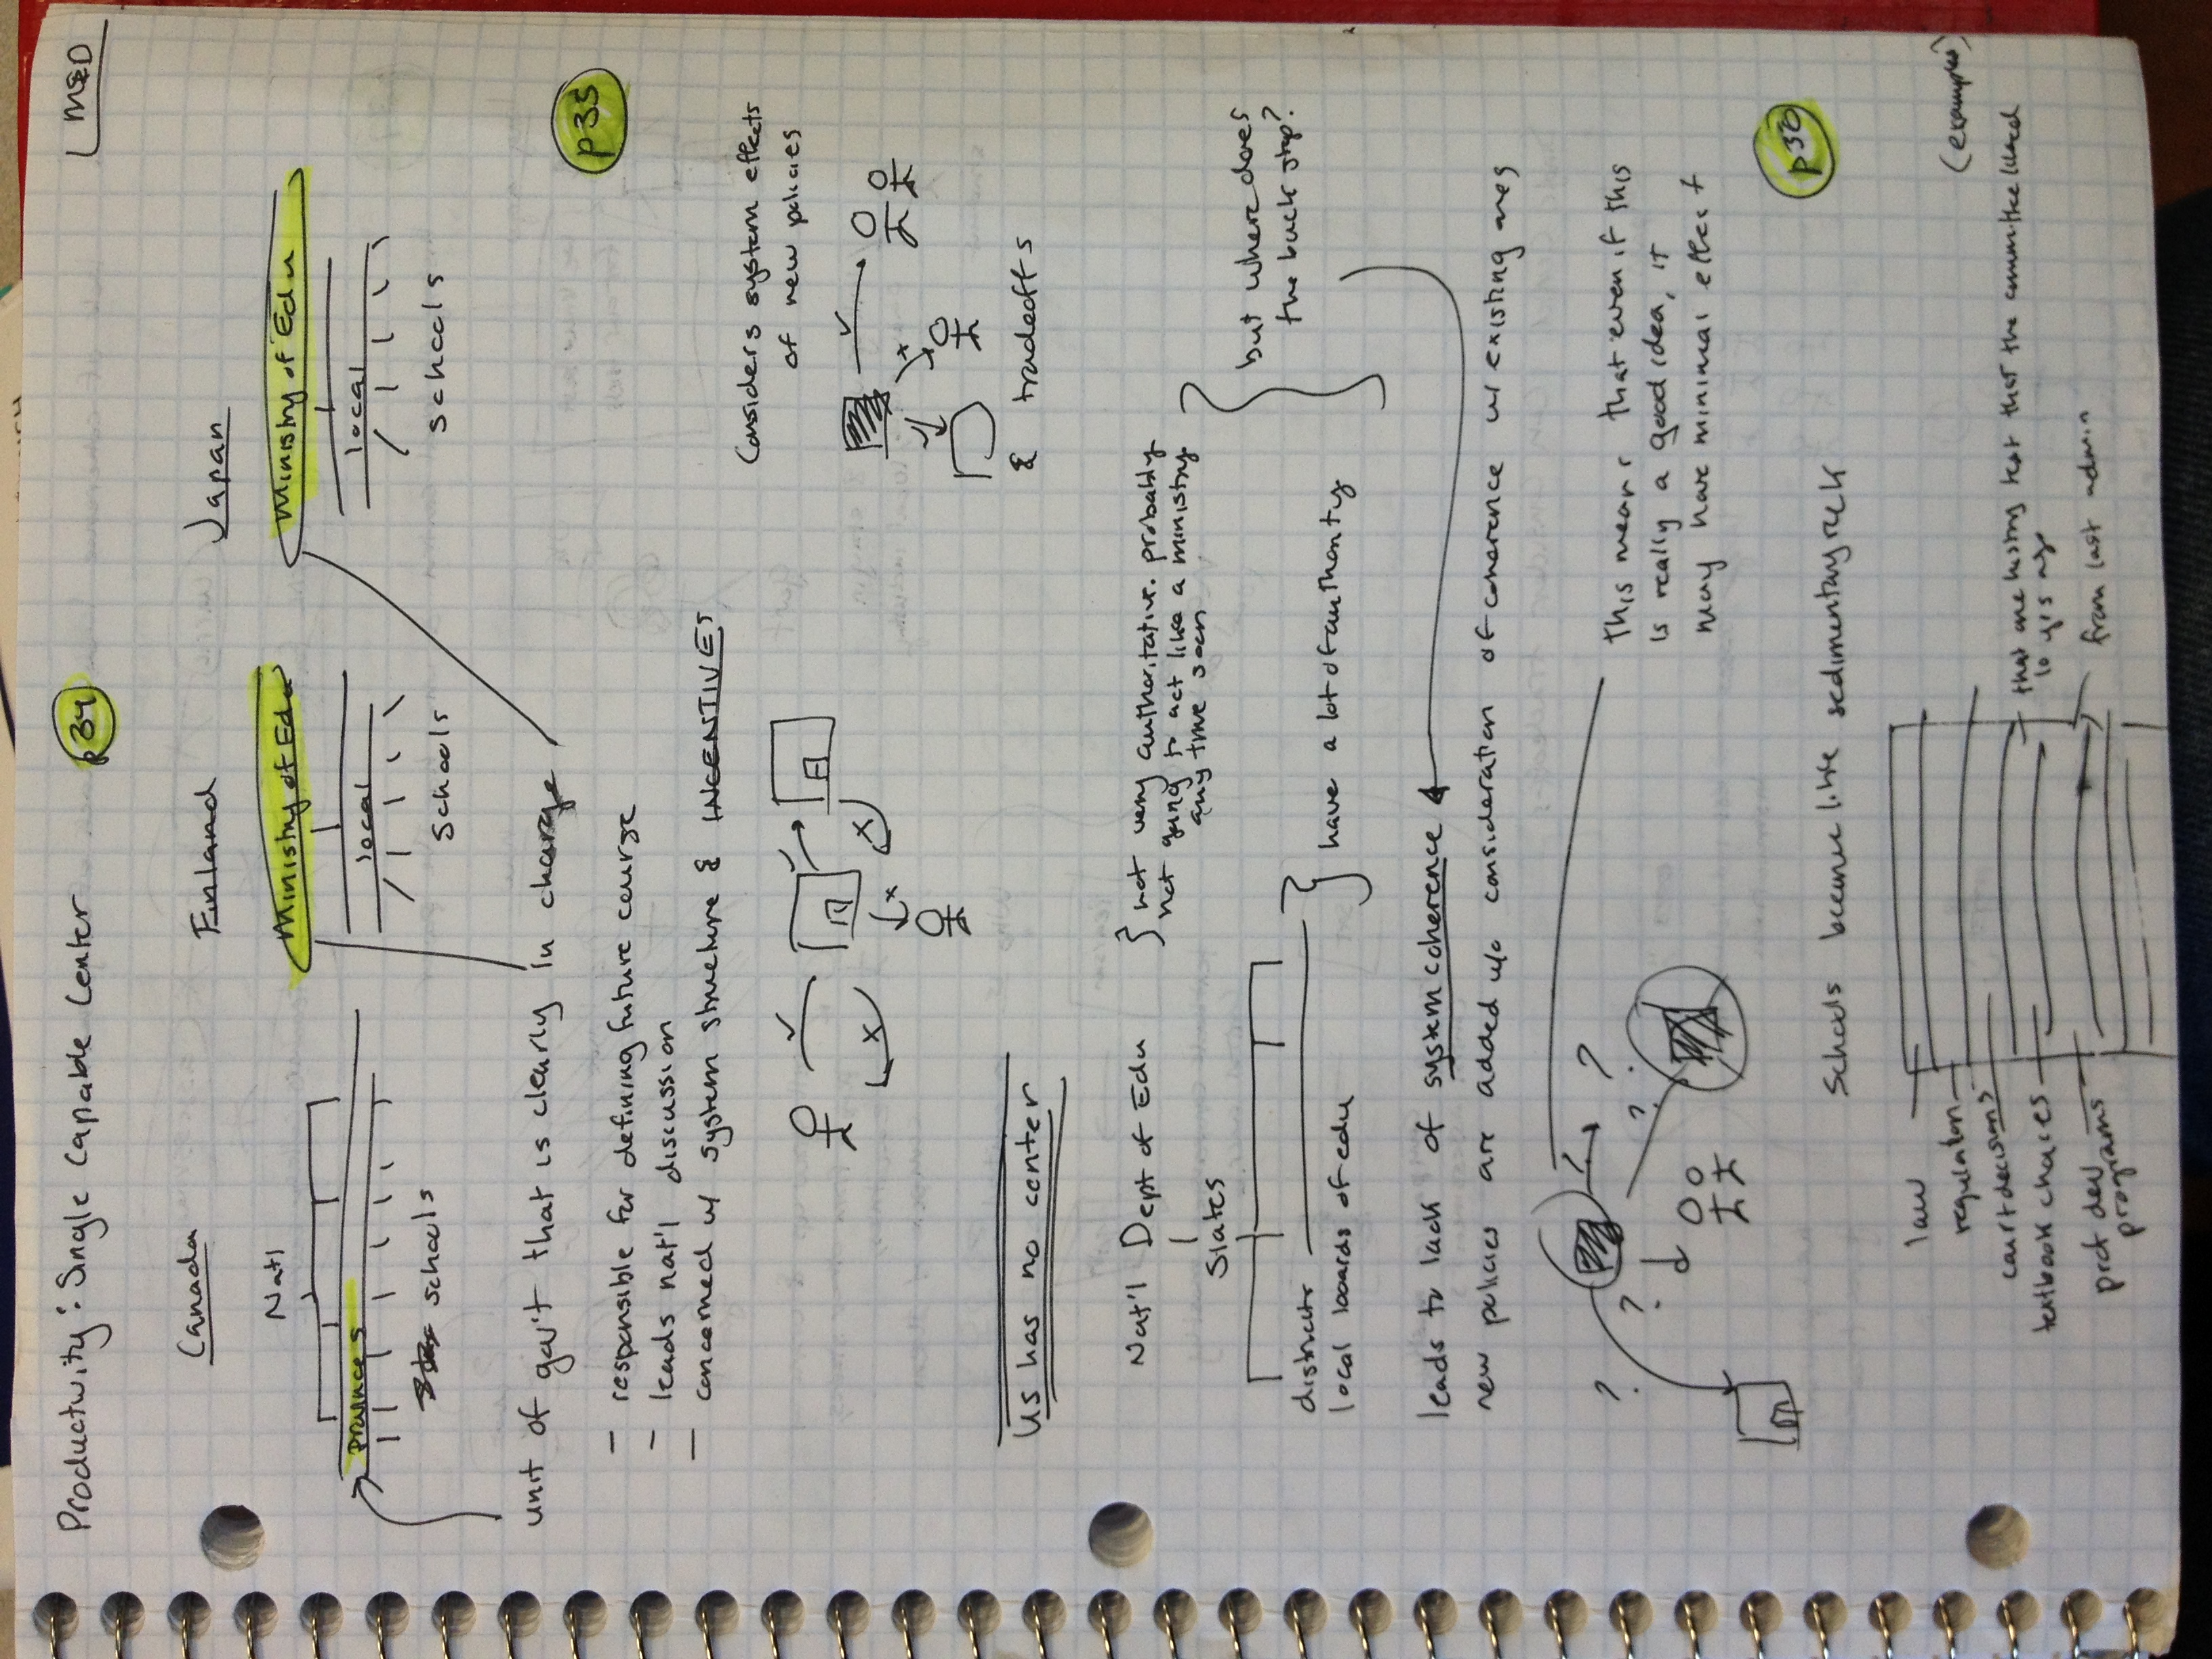 Productivity: Single Capable Center
p34
M&D
Canada
Finland
Japan
Nat'l
Ministry of Edu
Ministry of Edu
provinces
local
local
schools
schools
schools
unit of gov't that is clearly in charge
p35
- responsible for defining future course
- leads nat'l discussion
- concerned w/ system structure & INCENTIVES
Considers system effects
of new policies
& tradeoffs
US has no center
Nat'l Dept of Edu
} not very authoritative. probably
not going to act like a ministry
any time soon
States
but where does
the buck stop?
districts
local boards of edu
} have a lot of authority
leads to lack of system coherence
new policies are added w/o consideration of coherence w/ existing ones
? ? ? ? ?
this means that even if this
is really a good idea, it
may have minimal effect
p36
Schools become like sedimentary rock
law
regulation
court decisions
textbook choices
prof dev
programs
(examples)
that one history text that the committee liked
10 yrs ago
from last admin